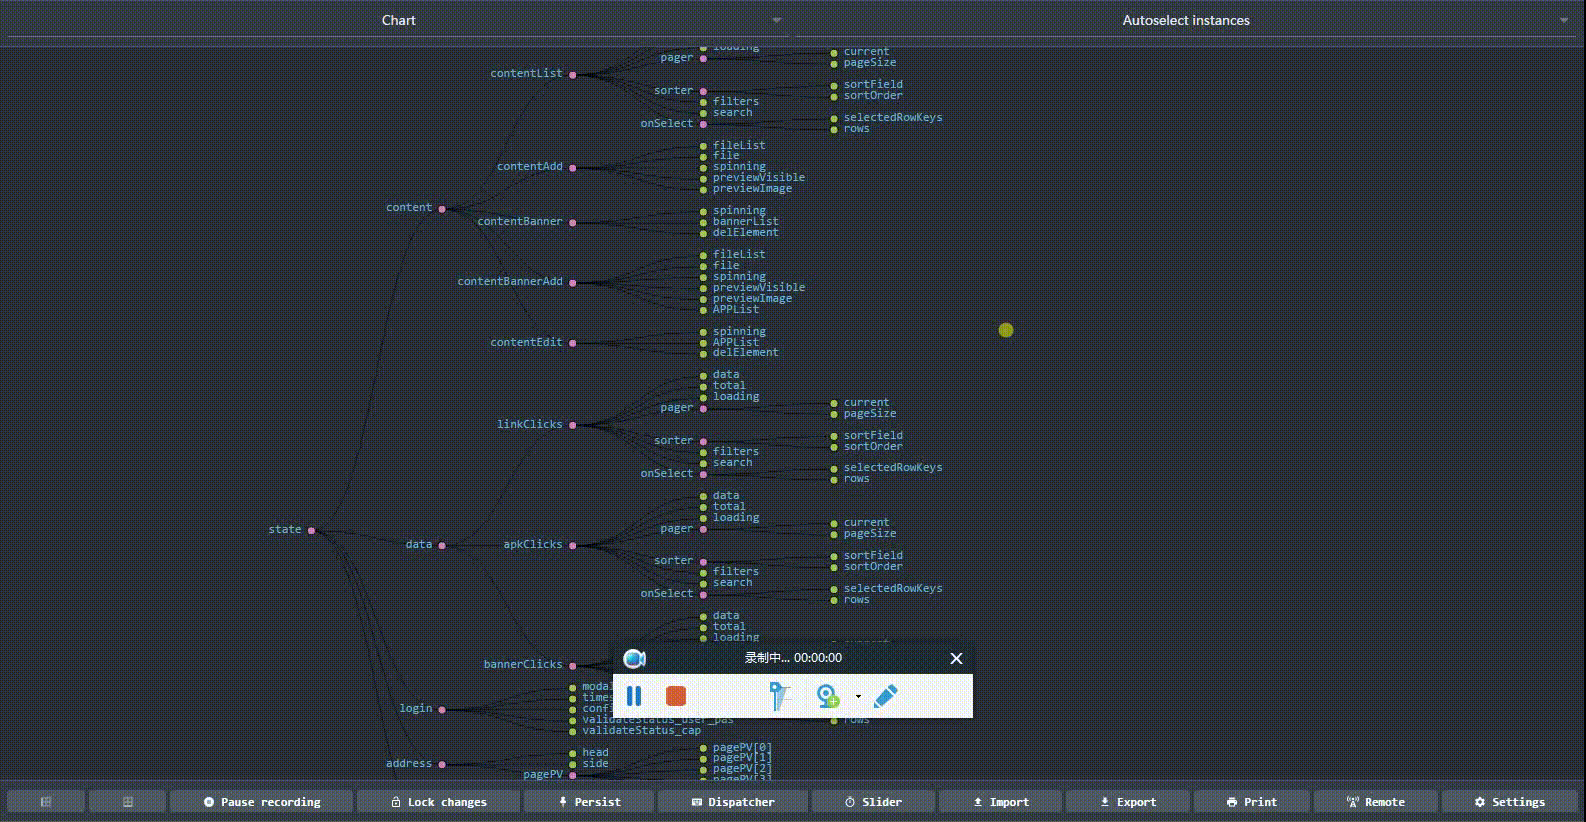 Chart
Autoselect instances
loading
pager
current
pageSize
contentList
sorter
sortField
sortOrder
filters
search
onSelect
selectedRowKeys
rows
contentAdd
fileList
file
spinning
previewVisible
previewImage
content
contentBanner
spinning
bannerList
delElement
contentBannerAdd
fileList
file
spinning
previewVisible
previewImage
APPList
contentEdit
spinning
APPList
delElement
linkClicks
data
total
loading
pager
current
pageSize
sorter
sortField
sortOrder
filters
search
onSelect
selectedRowKeys
rows
state
data
apkClicks
data
total
loading
pager
current
pageSize
sorter
sortField
sortOrder
filters
search
onSelect
selectedRowKeys
rows
data
total
loading
bannerClicks
录制中... 00:00:00
login
modal
times
confi
validateStatus_user_pas
rows
validateStatus_cap
address
head
side
pagePV
pagePV[0]
pagePV[1]
pagePV[2]
pagePV[3]
Pause recording
Lock changes
Persist
Dispatcher
Slider
Import
Export
Print
Remote
Settings